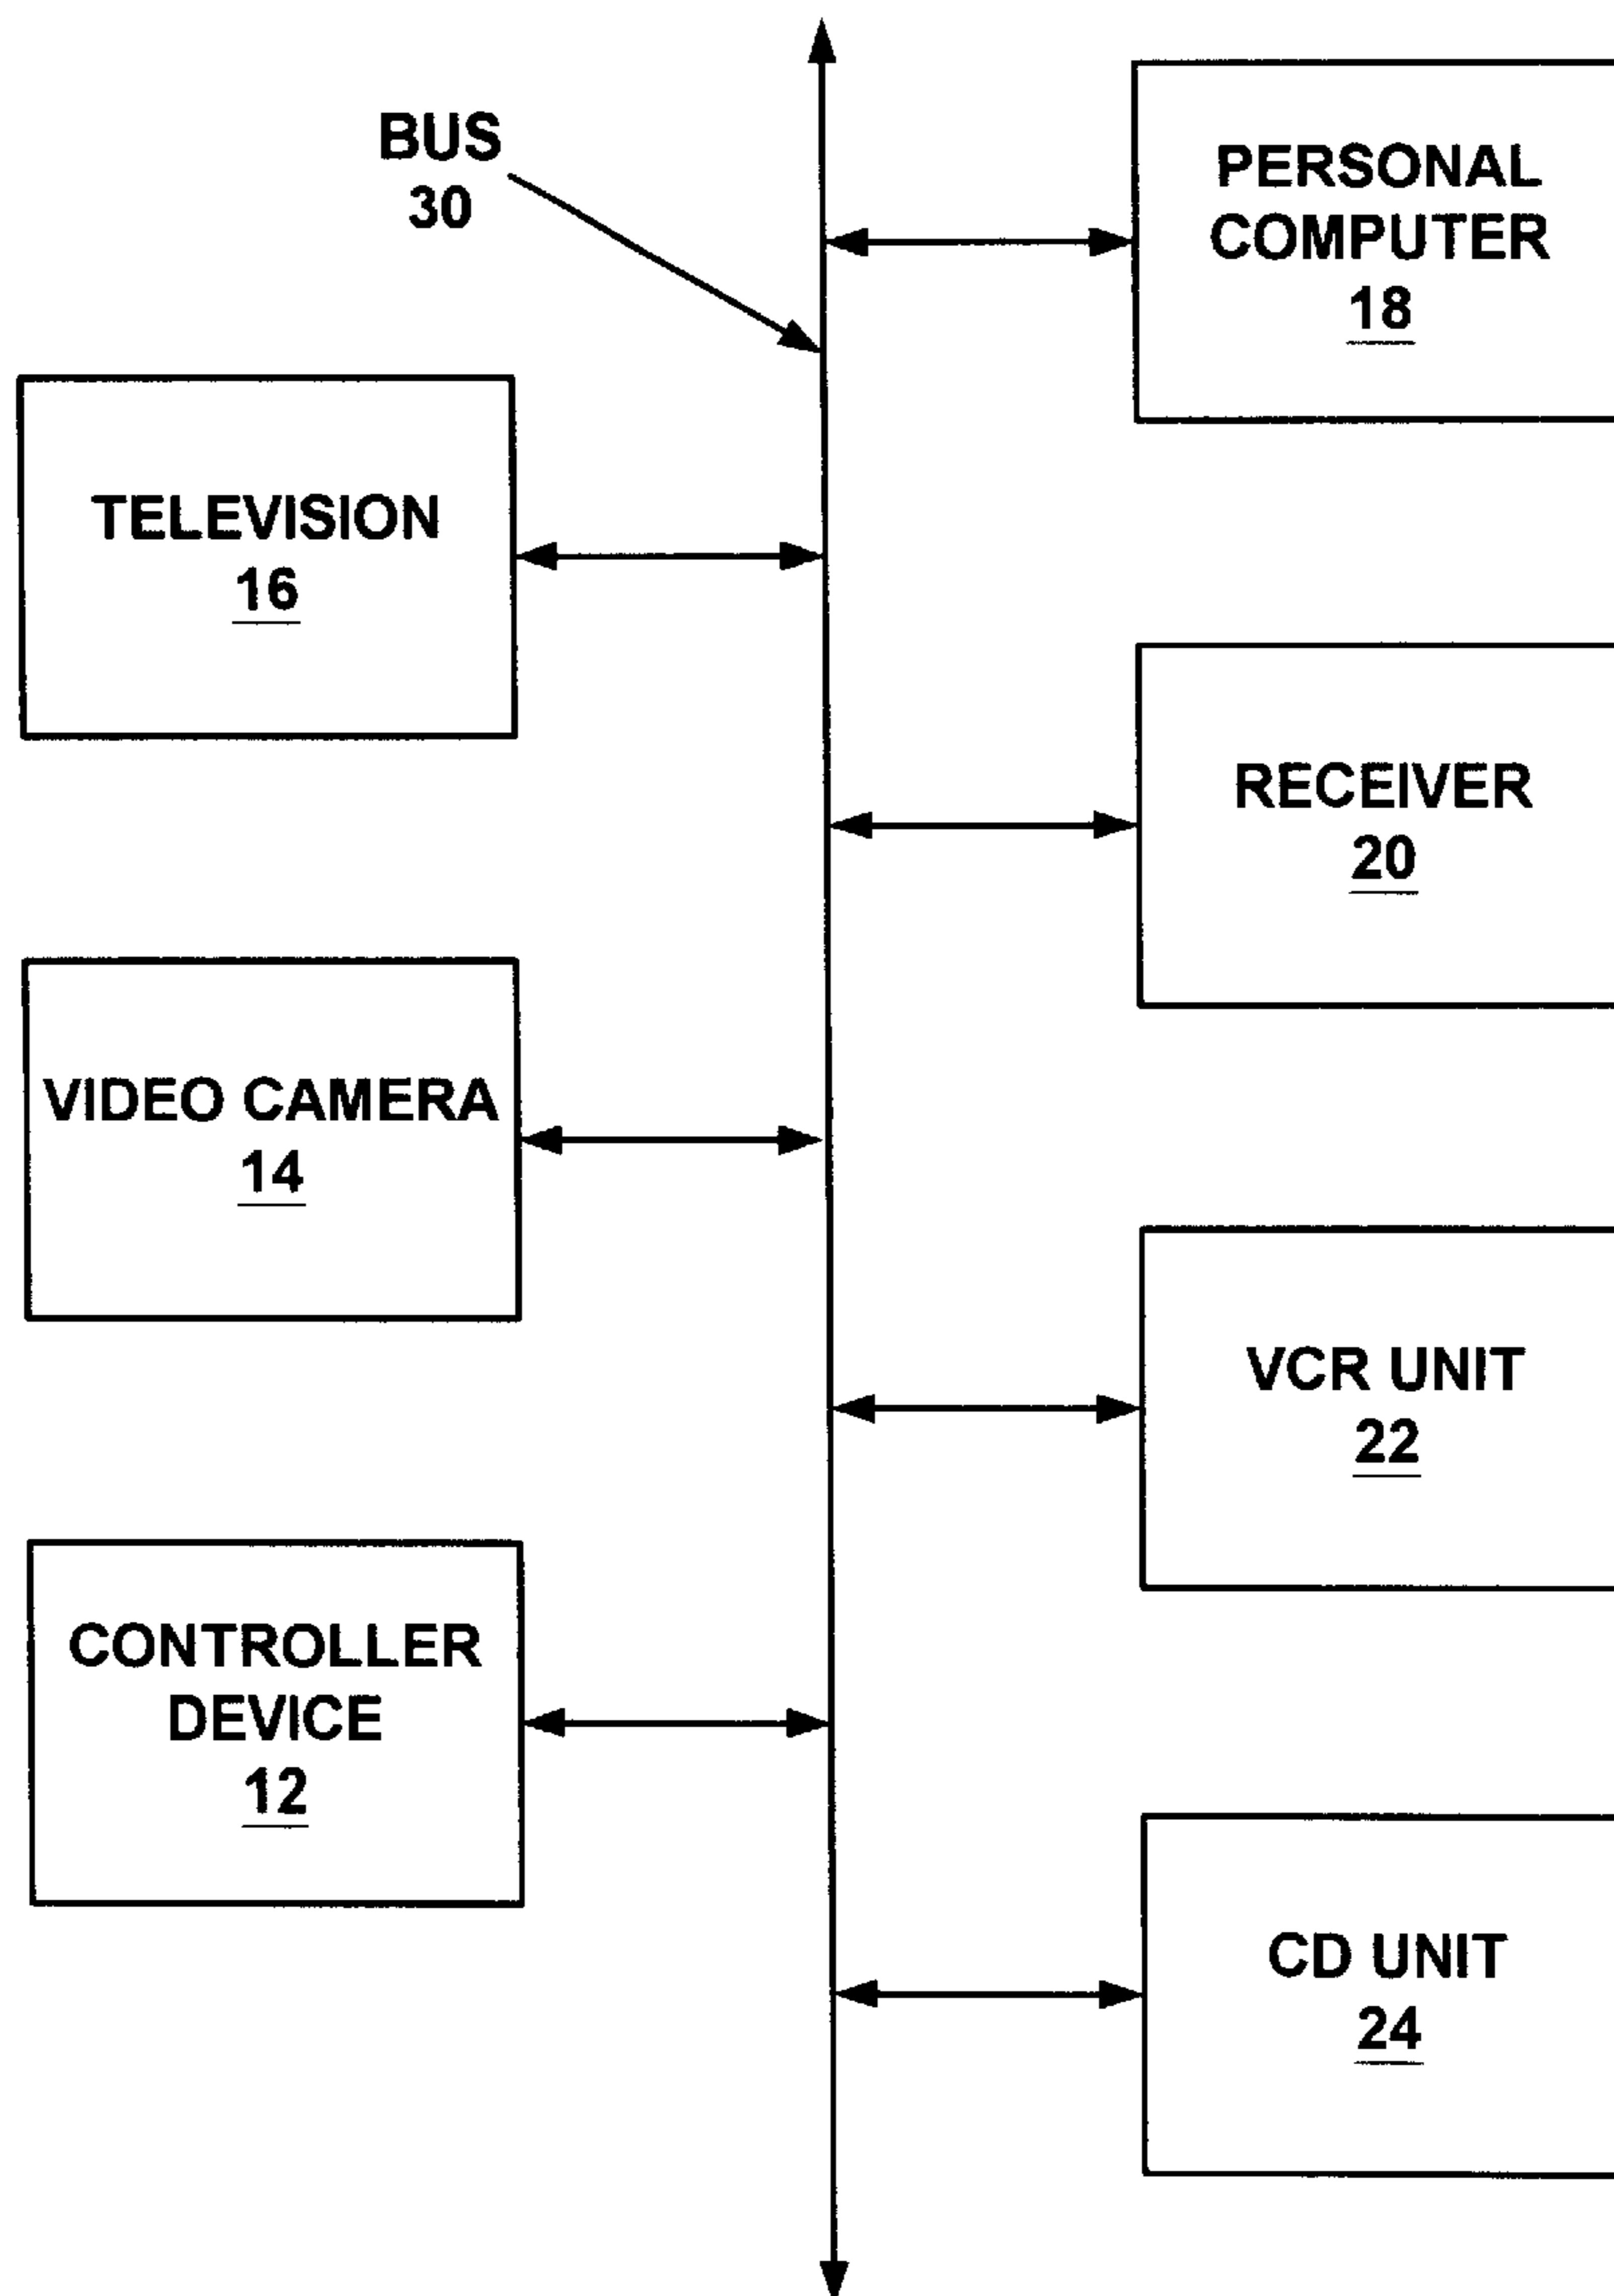 BUS
30
PERSONAL
COMPUTER
18
TELEVISION
16
RECEIVER
20
VIDEO CAMERA
14
VCR UNIT
22
CONTROLLER
DEVICE
12
CD UNIT
24